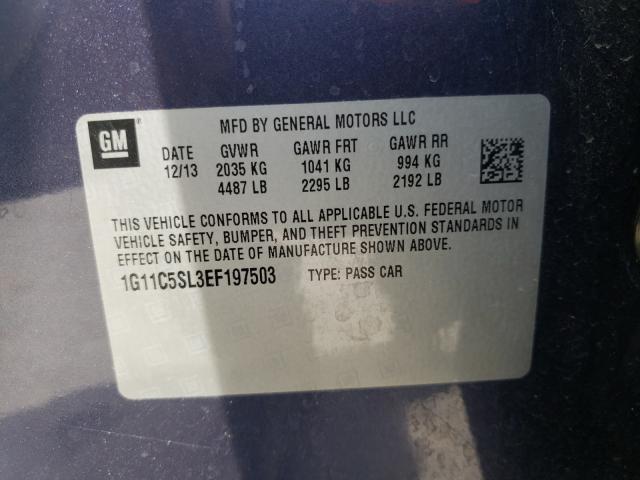 GM
MFD BY GENERAL MOTORS LLC
DATE GVWR GAWR FRT GAWR RR
12/13 2035 KG 1041 KG 994 KG
4487 LB 2295 LB 2192 LB
THIS VEHICLE CONFORMS TO ALL APPLICABLE U.S. FEDERAL MOTOR
VEHICLE SAFETY, BUMPER, AND THEFT PREVENTION STANDARDS IN
EFFECT ON THE DATE OF MANUFACTURE SHOWN ABOVE.
1G11C5SL3EF197503 TYPE: PASS CAR